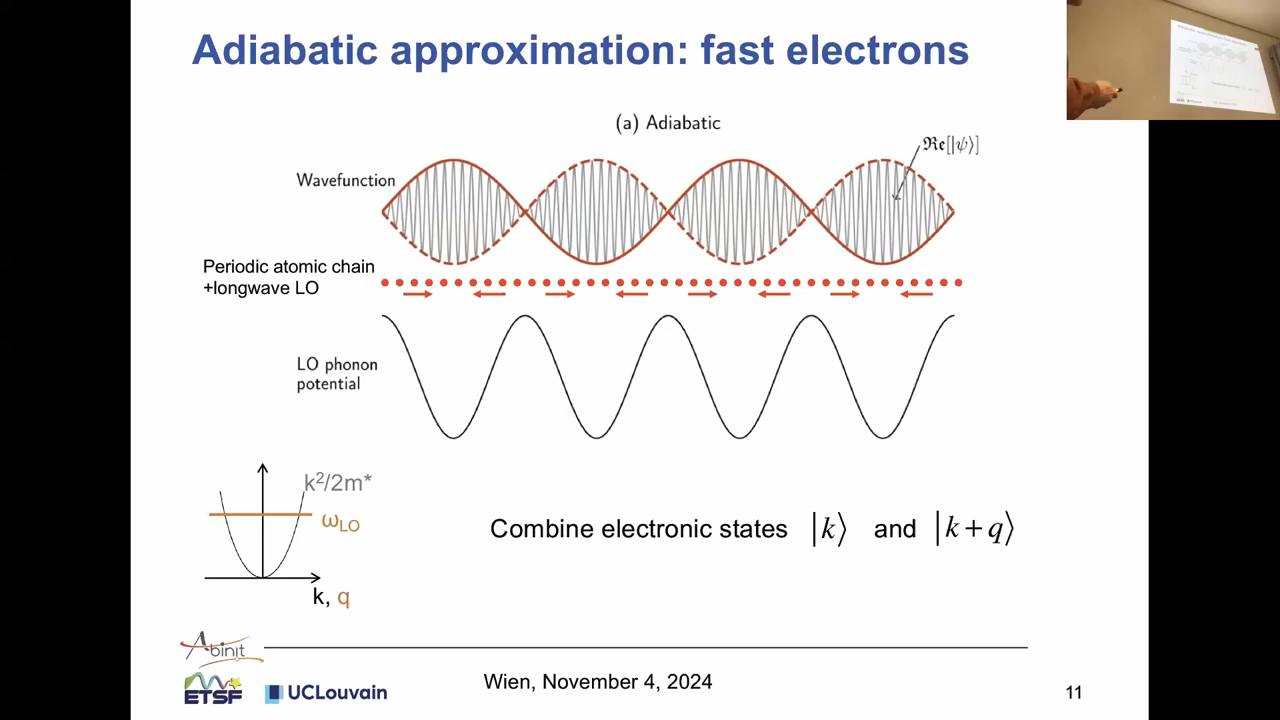 Adiabatic approximation: fast electrons
(a) Adiabatic
ℜe[|ψ⟩]
Wavefunction
Periodic atomic chain
+longwave LO
LO phonon
potential
k²/2m*
ω_LO
k, q
Combine electronic states |k⟩ and |k+q⟩
Abinit
ETSF
UCLouvain
Wien, November 4, 2024
11